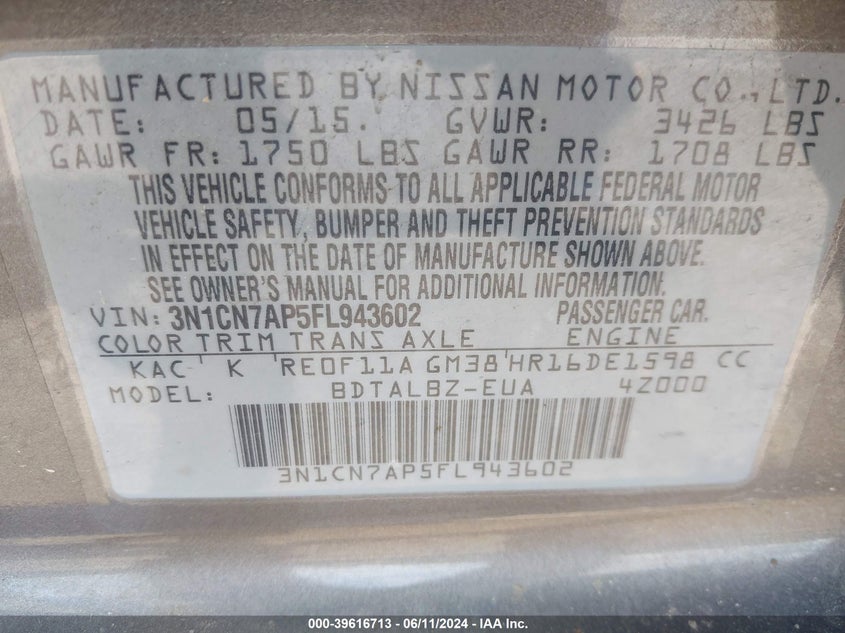 MANUFACTURED BY NISSAN MOTOR CO., LTD.
DATE: 05/15. GVWR: 3426 LBS
GAWR FR: 1750 LBS GAWR RR: 1708 LBS
THIS VEHICLE CONFORMS TO ALL APPLICABLE FEDERAL MOTOR
VEHICLE SAFETY, BUMPER AND THEFT PREVENTION STANDARDS
IN EFFECT ON THE DATE OF MANUFACTURE SHOWN ABOVE.
SEE OWNER'S MANUAL FOR ADDITIONAL INFORMATION.
VIN: 3N1CN7AP5FL943602 PASSENGER CAR.
COLOR TRIM TRANS AXLE ENGINE
KAC K RE0F11A GM38 HR16DE1598 CC
MODEL: BDTALBZ-EUA 4Z000
3N1CN7AP5FL943602
000-39616713 - 06/11/2024 - IAA Inc.